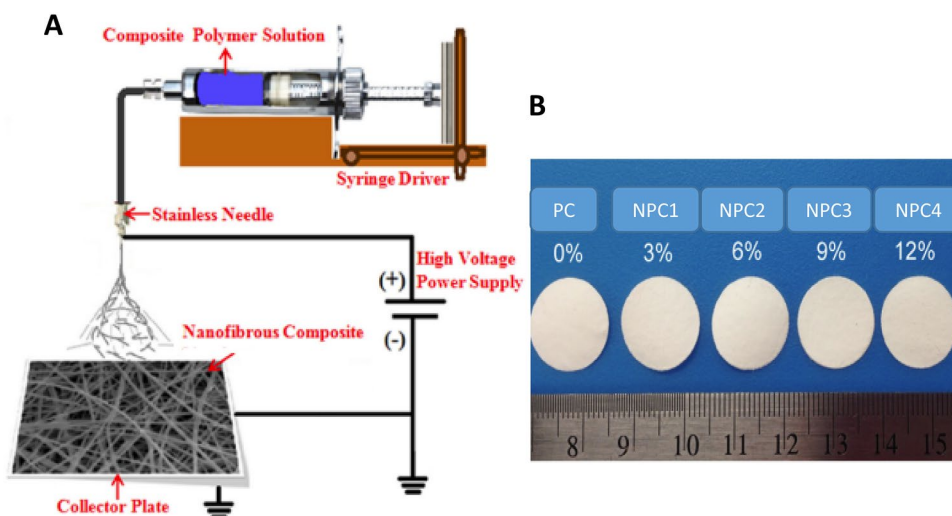 A
Composite Polymer Solution
Syringe Driver
Stainless Needle
High Voltage
Power Supply
(+)
(-)
Nanofibrous Composite
Collector Plate
B
PC NPC1 NPC2 NPC3 NPC4
0% 3% 6% 9% 12%
8 9 10 11 12 13 14 15